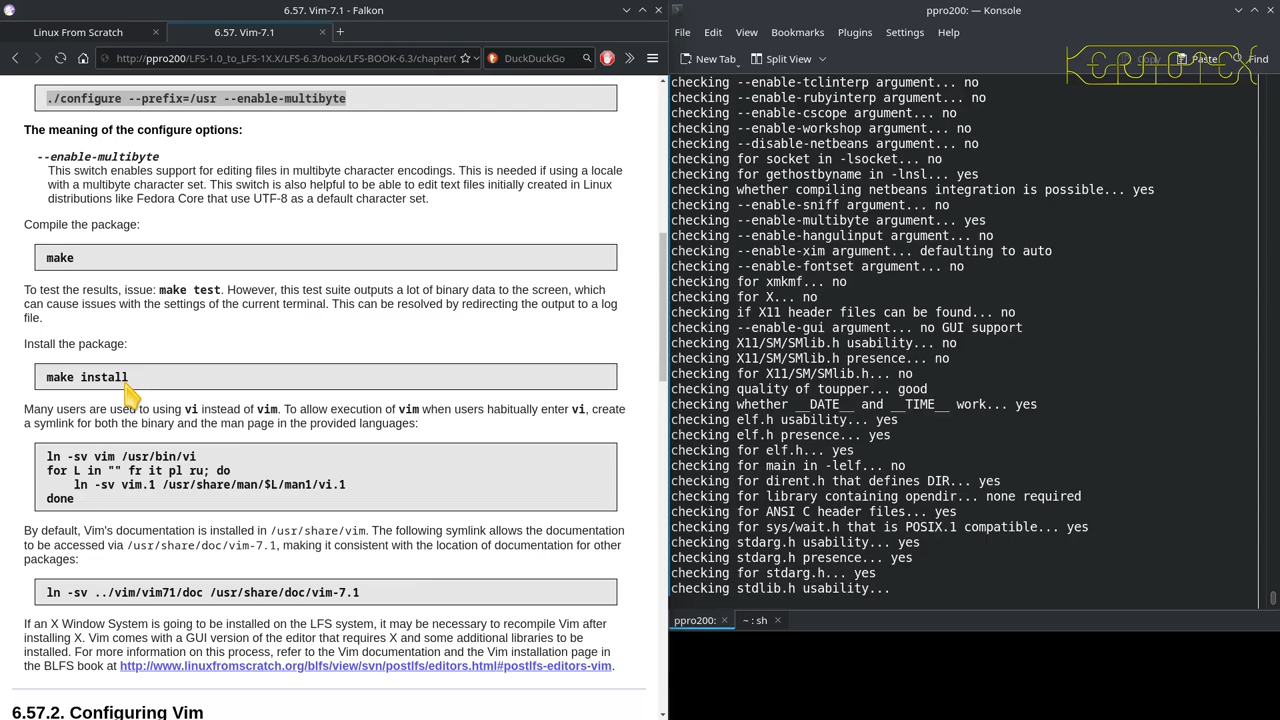 6.57. Vim-7.1 - Falkon
Linux From Scratch
6.57. Vim-7.1
http://ppro200/LFS-1.0_to_LFS-1X.X/LFS-6.3/book/LFS-BOOK-6.3/chapter0
DuckDuckGo
./configure --prefix=/usr --enable-multibyte
The meaning of the configure options:
--enable-multibyte
This switch enables support for editing files in multibyte character encodings. This is needed if using a locale
with a multibyte character set. This switch is also helpful to be able to edit text files initially created in Linux
distributions like Fedora Core that use UTF-8 as a default character set.
Compile the package:
make
To test the results, issue: make test. However, this test suite outputs a lot of binary data to the screen, which
can cause issues with the settings of the current terminal. This can be resolved by redirecting the output to a log
file.
Install the package:
make install
Many users are used to using vi instead of vim. To allow execution of vim when users habitually enter vi, create
a symlink for both the binary and the man page in the provided languages:
ln -sv vim /usr/bin/vi
for L in "" fr it pl ru; do
ln -sv vim.1 /usr/share/man/$L/man1/vi.1
done
By default, Vim's documentation is installed in /usr/share/vim. The following symlink allows the documentation
to be accessed via /usr/share/doc/vim-7.1, making it consistent with the location of documentation for other
packages:
ln -sv ../vim/vim71/doc /usr/share/doc/vim-7.1
If an X Window System is going to be installed on the LFS system, it may be necessary to recompile Vim after
installing X. Vim comes with a GUI version of the editor that requires X and some additional libraries to be
installed. For more information on this process, refer to the Vim documentation and the Vim installation page in
the BLFS book at http://www.linuxfromscratch.org/blfs/view/svn/postlfs/editors.html#postlfs-editors-vim.
6.57.2. Configuring Vim
ppro200: — Konsole
File Edit View Bookmarks Plugins Settings Help
New Tab Split View Copy Paste Find
checking --enable-tclinterp argument... no
checking --enable-rubyinterp argument... no
checking --enable-cscope argument... no
checking --enable-workshop argument... no
checking --disable-netbeans argument... no
checking for socket in -lsocket... no
checking for gethostbyname in -lnsl... yes
checking whether compiling netbeans integration is possible... yes
checking --enable-sniff argument... no
checking --enable-multibyte argument... yes
checking --enable-hangulinput argument... no
checking --enable-xim argument... defaulting to auto
checking --enable-fontset argument... no
checking for xmkmf... no
checking for X... no
checking if X11 header files can be found... no
checking --enable-gui argument... no GUI support
checking X11/SM/SMlib.h usability... no
checking X11/SM/SMlib.h presence... no
checking for X11/SM/SMlib.h... no
checking quality of toupper... good
checking whether __DATE__ and __TIME__ work... yes
checking elf.h usability... yes
checking elf.h presence... yes
checking for elf.h... yes
checking for main in -lelf... no
checking for dirent.h that defines DIR... yes
checking for library containing opendir... none required
checking for ANSI C header files... yes
checking for sys/wait.h that is POSIX.1 compatible... yes
checking stdarg.h usability... yes
checking stdarg.h presence... yes
checking for stdarg.h... yes
checking stdlib.h usability...
ppro200:
~ : sh